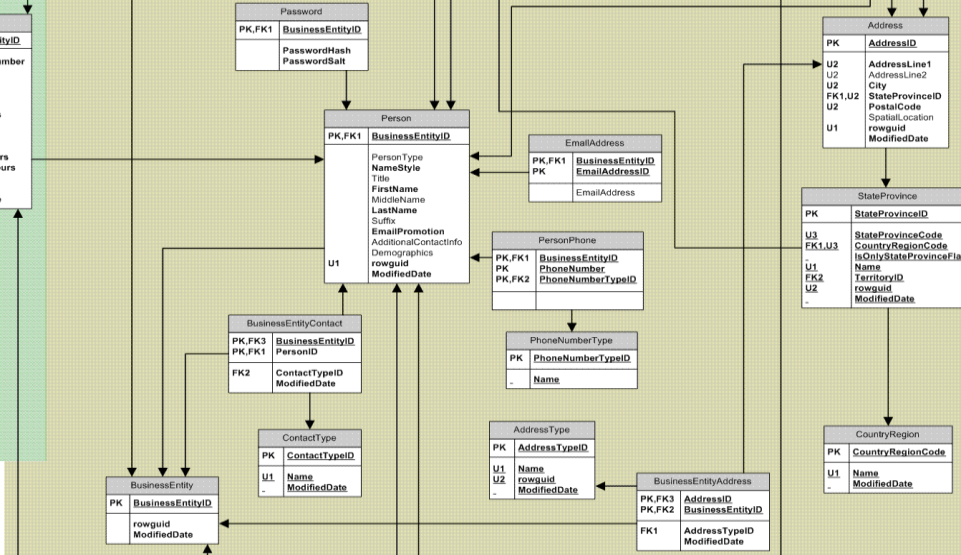 ityID
mber
rs
urs
Password
PK,FK1 BusinessEntityID
PasswordHash
PasswordSalt
Person
PK,FK1 BusinessEntityID
PersonType
NameStyle
Title
FirstName
MiddleName
LastName
Suffix
EmailPromotion
AdditionalContactInfo
Demographics
U1 rowguid
ModifiedDate
EmailAddress
PK,FK1 BusinessEntityID
PK EmailAddressID
EmailAddress
PersonPhone
PK,FK1 BusinessEntityID
PK PhoneNumber
PK,FK2 PhoneNumberTypeID
PhoneNumberType
PK PhoneNumberTypeID
_ Name
Address
PK AddressID
U2 AddressLine1
U2 AddressLine2
U2 City
FK1,U2 StateProvinceID
U2 PostalCode
SpatialLocation
U1 rowguid
ModifiedDate
StateProvince
PK StateProvinceID
U3 StateProvinceCode
FK1,U3 CountryRegionCode
_ IsOnlyStateProvinceFla
U1 Name
FK2 TerritoryID
U2 rowguid
_ ModifiedDate
BusinessEntityContact
PK,FK3 BusinessEntityID
PK,FK1 PersonID
FK2 ContactTypeID
ModifiedDate
ContactType
PK ContactTypeID
U1 Name
_ ModifiedDate
AddressType
PK AddressTypeID
U1 Name
U2 rowguid
_ ModifiedDate
CountryRegion
PK CountryRegionCode
U1 Name
_ ModifiedDate
BusinessEntity
PK BusinessEntityID
rowguid
ModifiedDate
BusinessEntityAddress
PK,FK3 AddressID
PK,FK2 BusinessEntityID
FK1 AddressTypeID
ModifiedDate